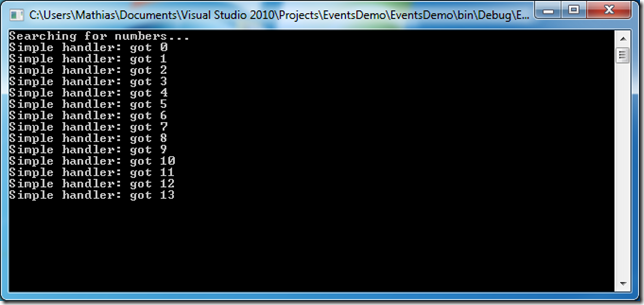 C:\Users\Mathias\Documents\Visual Studio 2010\Projects\EventsDemo\EventsDemo\bin\Debug\E...
Searching for numbers...
Simple handler: got 0
Simple handler: got 1
Simple handler: got 2
Simple handler: got 3
Simple handler: got 4
Simple handler: got 5
Simple handler: got 6
Simple handler: got 7
Simple handler: got 8
Simple handler: got 9
Simple handler: got 10
Simple handler: got 11
Simple handler: got 12
Simple handler: got 13